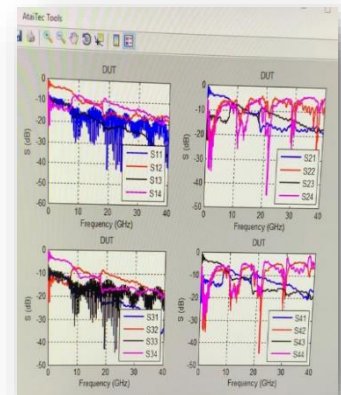 AtaiTec Tools
DUT
0
-10
-20
-30
-40
-50
-60
S (dB)
S11
S12
S13
S14
0 10 20 30 40
Frequency (GHz)
DUT
0
-10
-20
-30
-40
-50
S (dB)
S21
S22
S23
S24
0 10 20 30 40
Frequency (GHz)
DUT
0
-10
-20
-30
-40
-50
S (dB)
S31
S32
S33
S34
0 10 20 30 40
Frequency (GHz)
DUT
0
-10
-20
-30
-40
-50
S (dB)
S41
S42
S43
S44
0 10 20 30 40
Frequency (GHz)